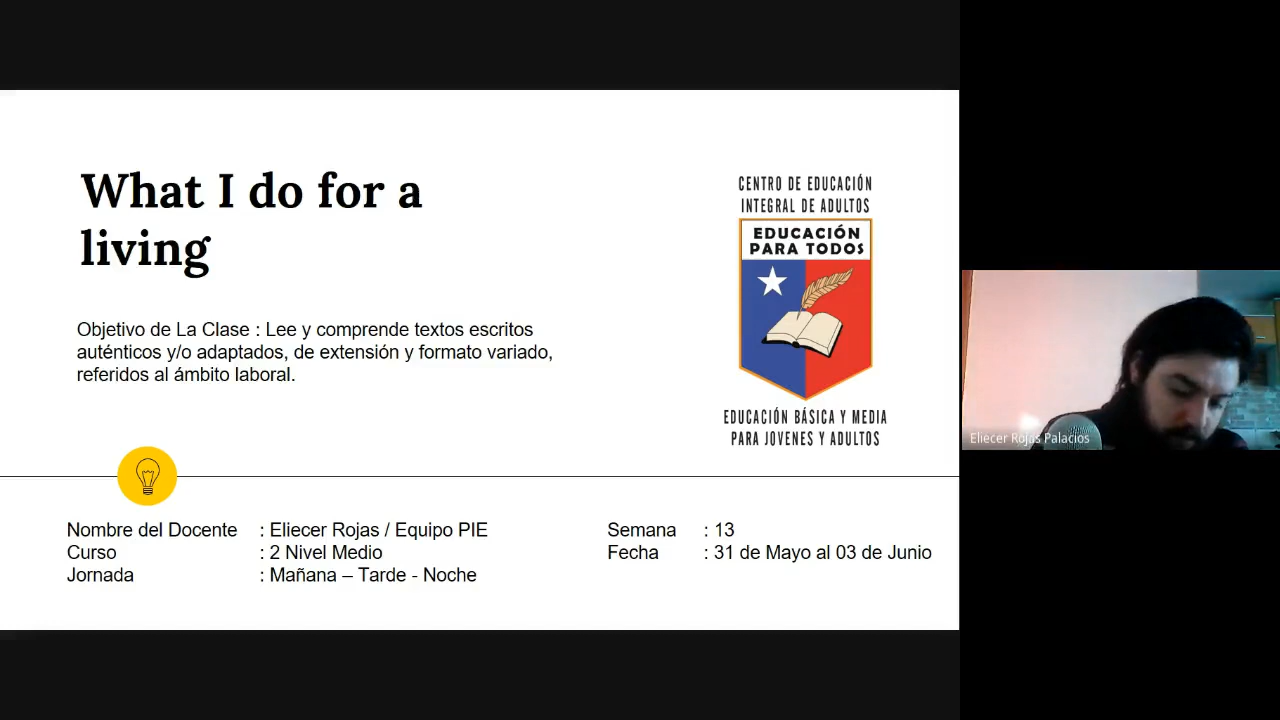 What I do for a
living
Objetivo de La Clase : Lee y comprende textos escritos
auténticos y/o adaptados, de extensión y formato variado,
referidos al ámbito laboral.
CENTRO DE EDUCACIÓN
INTEGRAL DE ADULTOS
EDUCACIÓN
PARA TODOS
EDUCACIÓN BÁSICA Y MEDIA
PARA JOVENES Y ADULTOS
Nombre del Docente : Eliecer Rojas / Equipo PIE
Curso : 2 Nivel Medio
Jornada : Mañana – Tarde - Noche
Semana : 13
Fecha : 31 de Mayo al 03 de Junio
Eliecer Rojas Palacios